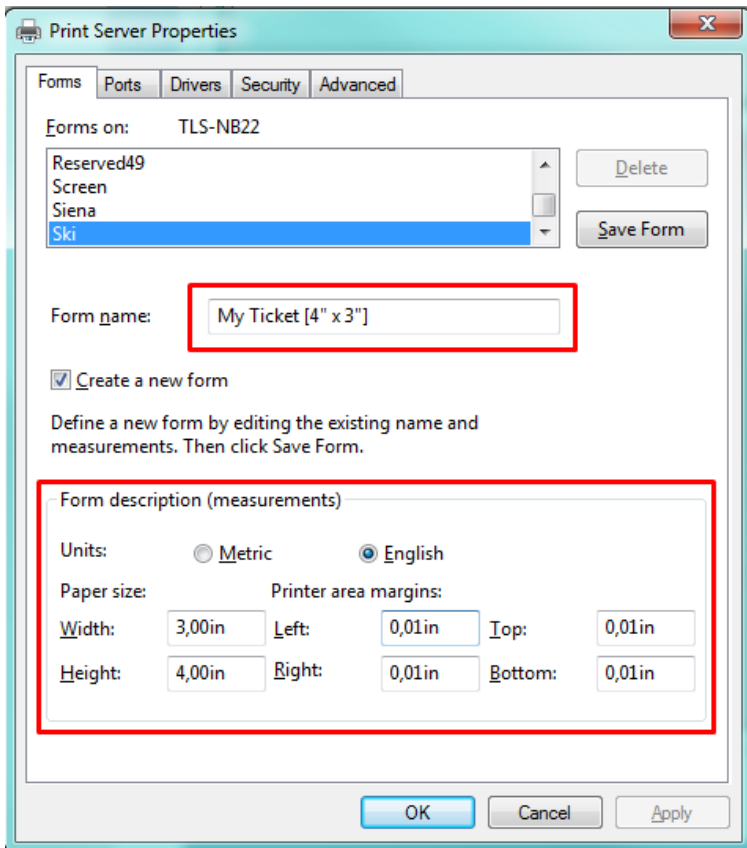 Print Server Properties
Forms Ports Drivers Security Advanced
Forms on: TLS-NB22
Reserved49
Screen
Siena
Ski
Delete
Save Form
Form name: My Ticket [4" x 3"]
Create a new form
Define a new form by editing the existing name and
measurements. Then click Save Form.
Form description (measurements)
Units: Metric English
Paper size: Printer area margins:
Width: 3,00in Left: 0,01in Top: 0,01in
Height: 4,00in Right: 0,01in Bottom: 0,01in
OK Cancel Apply